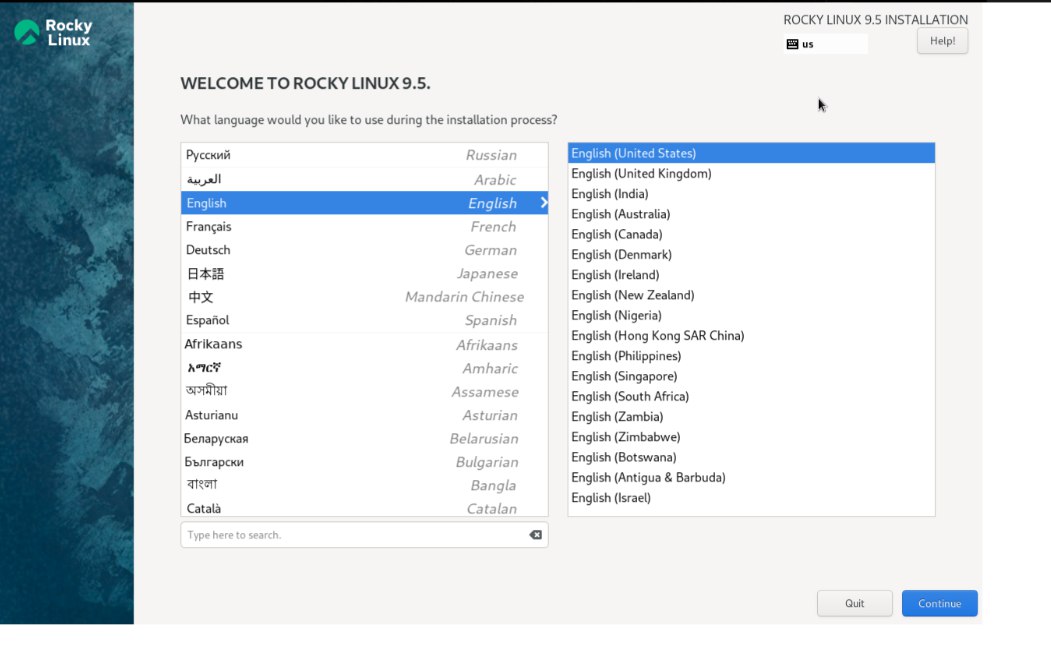 Rocky
Linux
ROCKY LINUX 9.5 INSTALLATION
us
Help!
WELCOME TO ROCKY LINUX 9.5.
What language would you like to use during the installation process?
Русский Russian
العربية Arabic
English English
Français French
Deutsch German
日本語 Japanese
中文 Mandarin Chinese
Español Spanish
Afrikaans Afrikaans
አማርኛ Amharic
অসমীয়া Assamese
Asturianu Asturian
Беларуская Belarusian
Български Bulgarian
বাংলা Bangla
Català Catalan
Type here to search.
English (United States)
English (United Kingdom)
English (India)
English (Australia)
English (Canada)
English (Denmark)
English (Ireland)
English (New Zealand)
English (Nigeria)
English (Hong Kong SAR China)
English (Philippines)
English (Singapore)
English (South Africa)
English (Zambia)
English (Zimbabwe)
English (Botswana)
English (Antigua & Barbuda)
English (Israel)
Quit
Continue